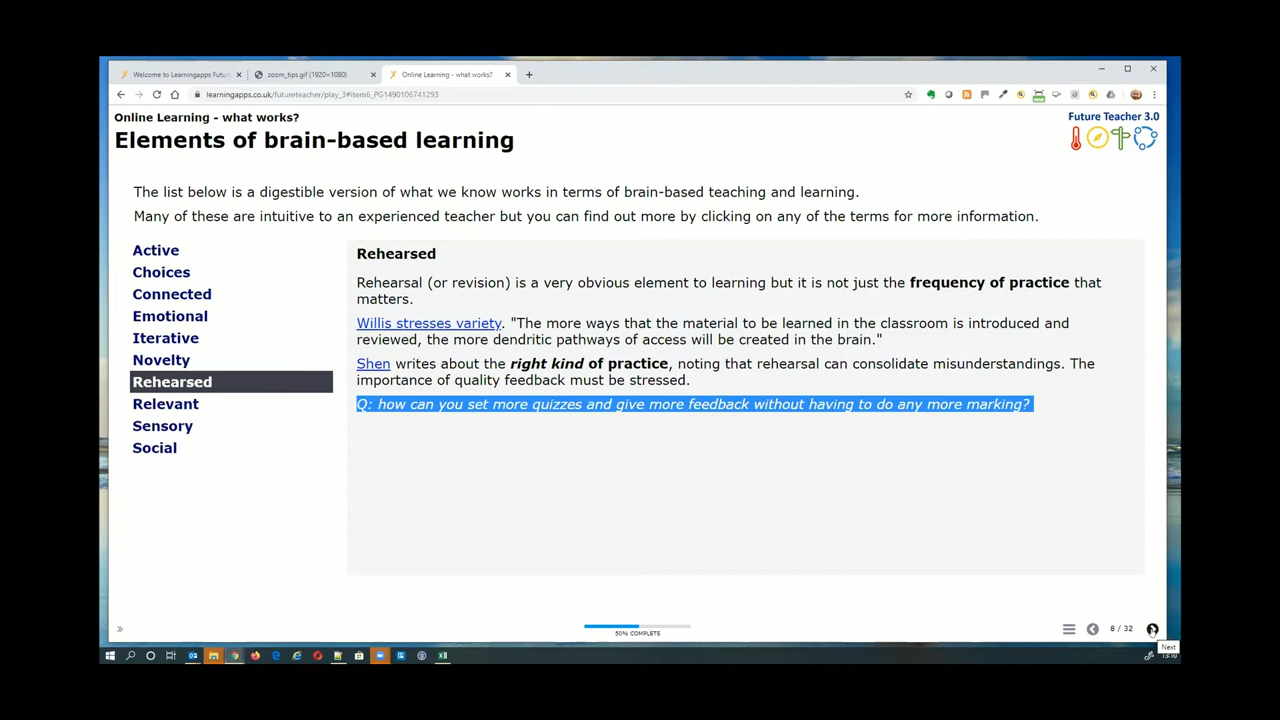 Welcome to Learningapps Futu
zoom_tips.gif (1920×1080)
Online Learning - what works?
learningapps.co.uk/futureteacher/play_3#item6_PG1490106741293
Online Learning - what works?
Future Teacher 3.0
Elements of brain-based learning
The list below is a digestible version of what we know works in terms of brain-based teaching and learning.
Many of these are intuitive to an experienced teacher but you can find out more by clicking on any of the terms for more information.
Active
Choices
Connected
Emotional
Iterative
Novelty
Rehearsed
Relevant
Sensory
Social
Rehearsed
Rehearsal (or revision) is a very obvious element to learning but it is not just the frequency of practice that
matters.
Willis stresses variety. "The more ways that the material to be learned in the classroom is introduced and
reviewed, the more dendritic pathways of access will be created in the brain."
Shen writes about the right kind of practice, noting that rehearsal can consolidate misunderstandings. The
importance of quality feedback must be stressed.
Q: how can you set more quizzes and give more feedback without having to do any more marking?
50% COMPLETE
8 / 32
Next